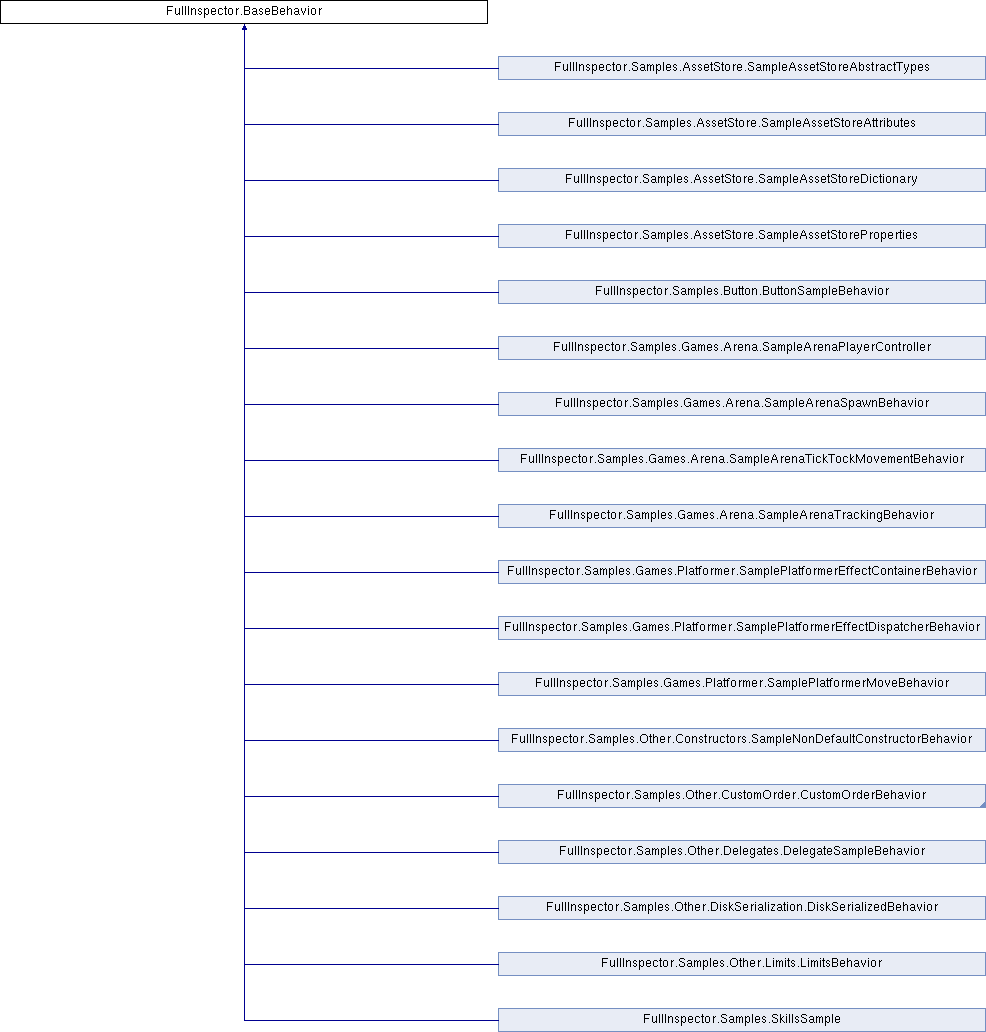 FullInspector.BaseBehavior
FullInspector.Samples.AssetStore.SampleAssetStoreAbstractTypes
FullInspector.Samples.AssetStore.SampleAssetStoreAttributes
FullInspector.Samples.AssetStore.SampleAssetStoreDictionary
FullInspector.Samples.AssetStore.SampleAssetStoreProperties
FullInspector.Samples.Button.ButtonSampleBehavior
FullInspector.Samples.Games.Arena.SampleArenaPlayerController
FullInspector.Samples.Games.Arena.SampleArenaSpawnBehavior
FullInspector.Samples.Games.Arena.SampleArenaTickTockMovementBehavior
FullInspector.Samples.Games.Arena.SampleArenaTrackingBehavior
FullInspector.Samples.Games.Platformer.SamplePlatformerEffectContainerBehavior
FullInspector.Samples.Games.Platformer.SamplePlatformerEffectDispatcherBehavior
FullInspector.Samples.Games.Platformer.SamplePlatformerMoveBehavior
FullInspector.Samples.Other.Constructors.SampleNonDefaultConstructorBehavior
FullInspector.Samples.Other.CustomOrder.CustomOrderBehavior
FullInspector.Samples.Other.Delegates.DelegateSampleBehavior
FullInspector.Samples.Other.DiskSerialization.DiskSerializedBehavior
FullInspector.Samples.Other.Limits.LimitsBehavior
FullInspector.Samples.SkillsSample